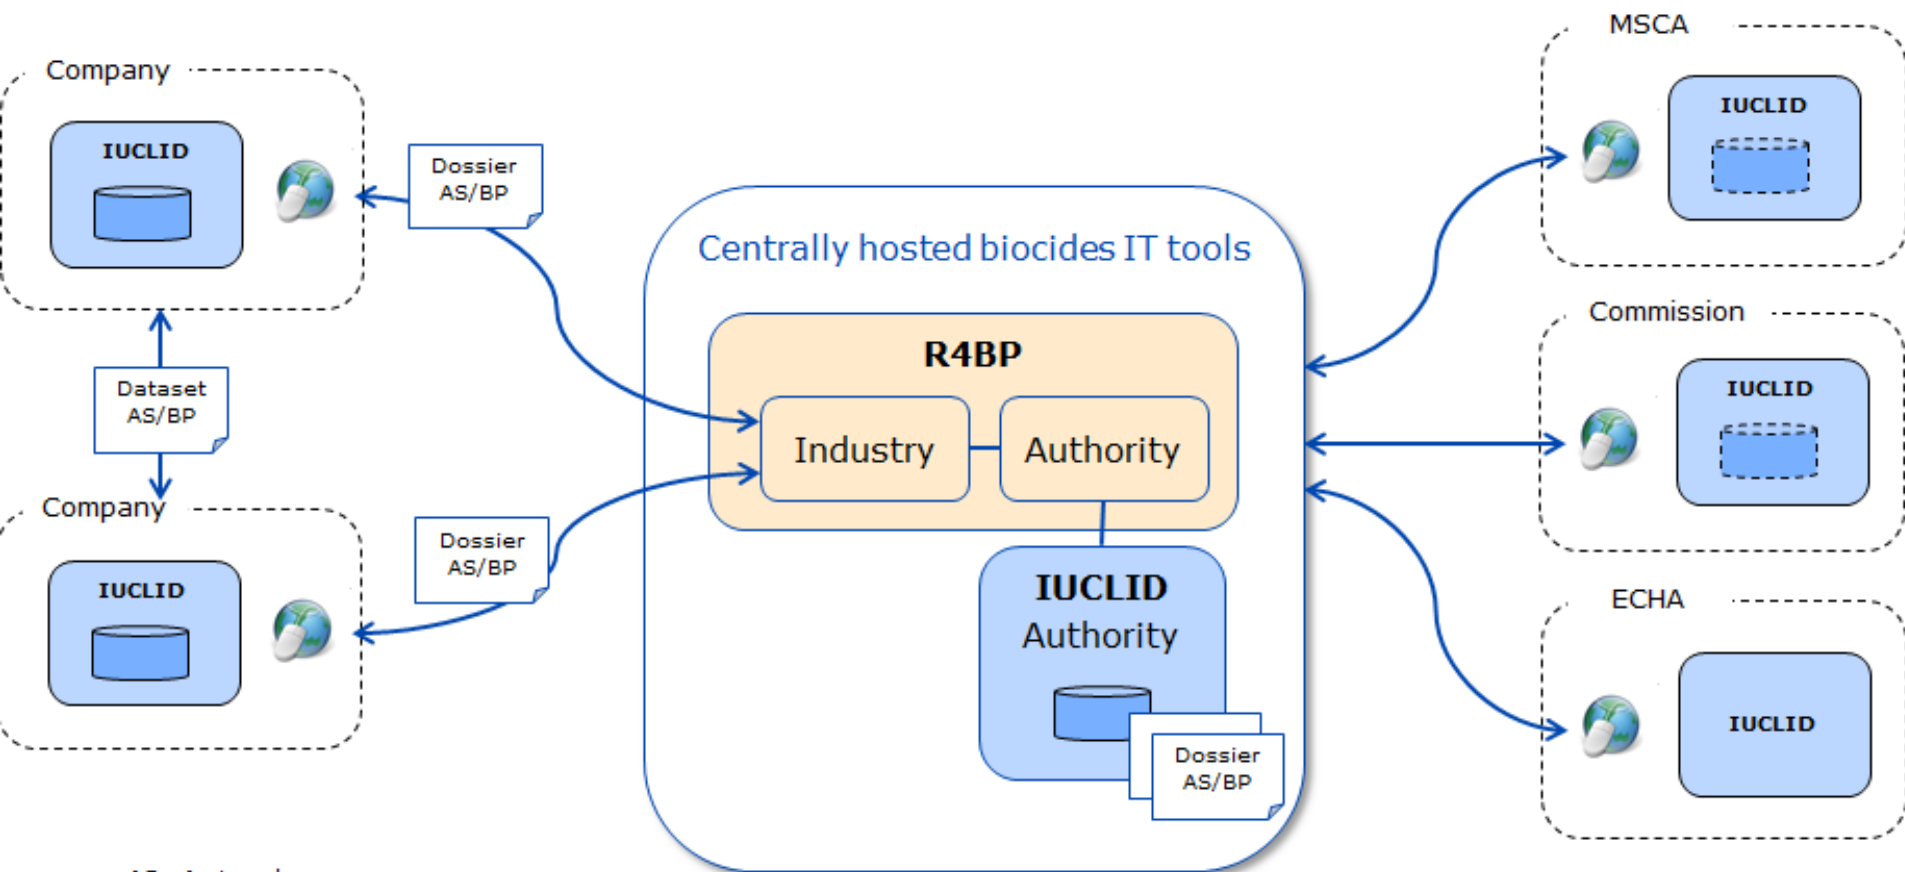 Company
IUCLID
Dossier
AS/BP
Dataset
AS/BP
Company
IUCLID
Dossier
AS/BP
Centrally hosted biocides IT tools
R4BP
Industry
Authority
IUCLID
Authority
Dossier
AS/BP
MSCA
IUCLID
Commission
IUCLID
ECHA
IUCLID